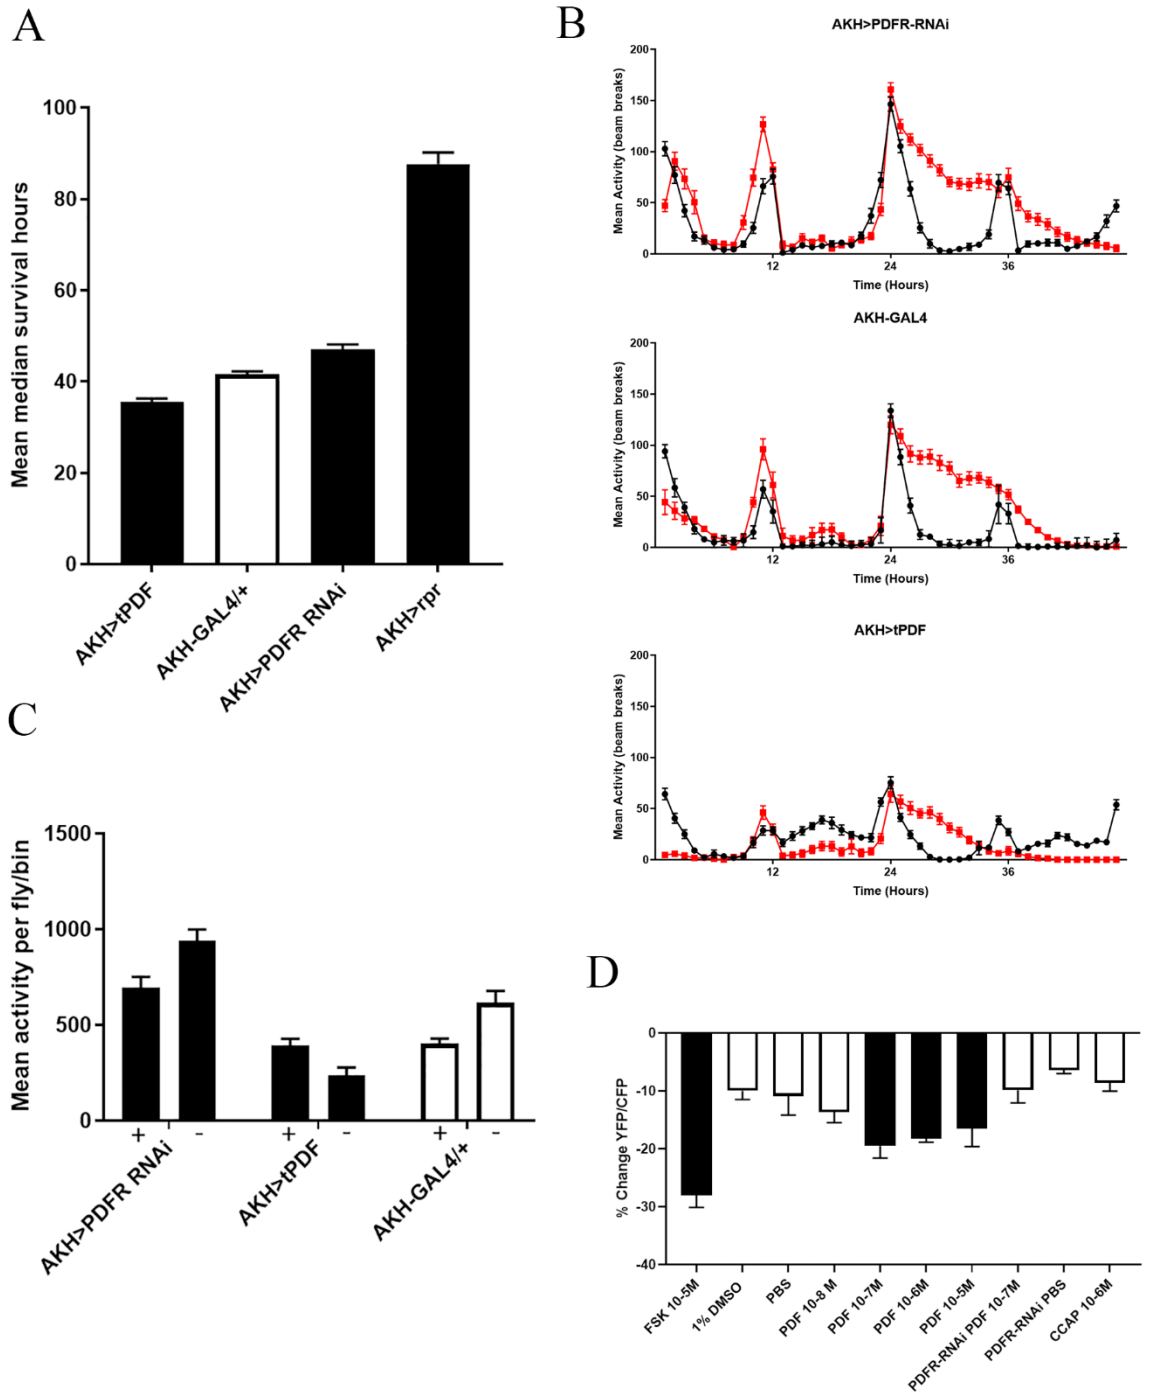 A
Mean median survival hours
100
80
60
40
20
0
AKH>tPDF
AKH-GAL4/+
AKH>PDFR RNAi
AKH>rpr
B
AKH>PDFR-RNAi
Mean Activity (beam breaks)
200
150
100
50
0
12
24
36
Time (Hours)
AKH-GAL4
Mean Activity (beam breaks)
200
150
100
50
0
12
24
36
Time (Hours)
AKH>tPDF
Mean Activity (beam breaks)
200
150
100
50
0
12
24
36
Time (Hours)
C
Mean activity per fly/bin
1500
1000
500
0
+
-
+
-
+
-
AKH>PDFR RNAi
AKH>tPDF
AKH-GAL4/+
D
% Change YFP/CFP
0
-10
-20
-30
-40
FSK 10-5M
1% DMSO
PBS
PDF 10-8 M
PDF 10-7M
PDF 10-6M
PDF 10-5M
PDFR-RNAi PDF 10-7M
PDFR-RNAi PBS
CCAP 10-6M